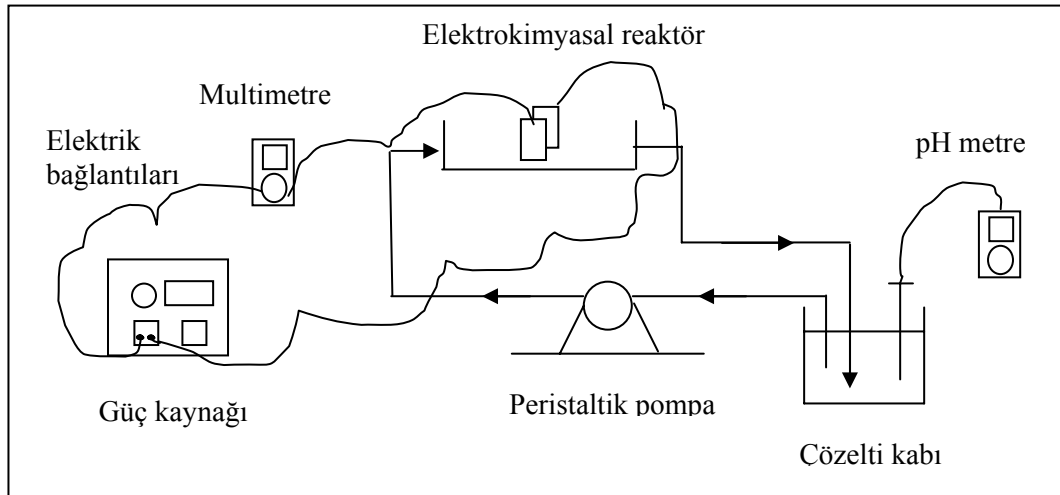 Elektrokimyasal reaktör
Multimetre
Elektrik
bağlantıları
pH metre
Güç kaynağı
Peristaltik pompa
Çözelti kabı